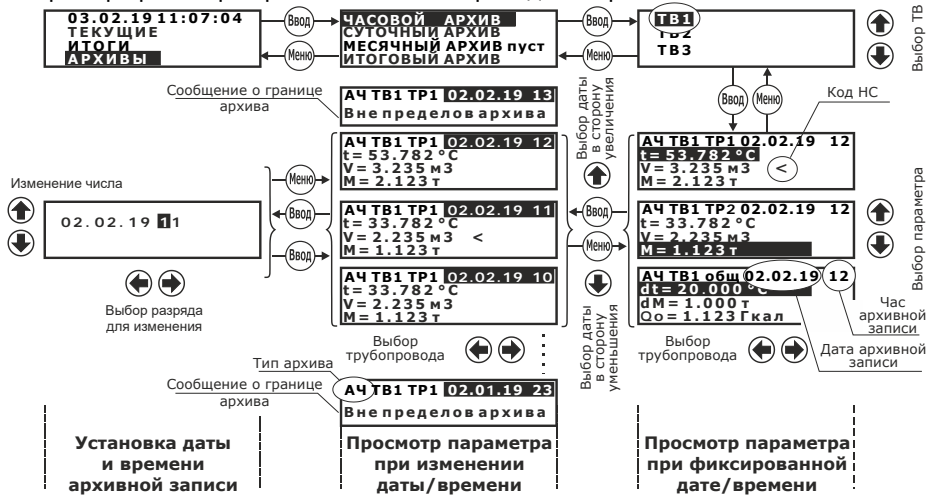 03.02.19 11:07:04
ТЕКУЩИЕ
ИТОГИ
АРХИВЫ
Ввод
Меню
ЧАСОВОЙ АРХИВ
СУТОЧНЫЙ АРХИВ
МЕСЯЧНЫЙ АРХИВ пуст
ИТОГОВЫЙ АРХИВ
Ввод
Меню
ТВ1
ТВ2
ТВ3
Выбор ТВ
Сообщение о границе
архива
АЧ ТВ1 ТР1 02.02.19 13
Вне пределов архива
Выбор даты
в сторону
увеличения
Ввод
Меню
Код НС
АЧ ТВ1 ТР1 02.02.19 12
t= 53.782°C
V= 3.235 м3
М= 2.123 т
АЧ ТВ1 ТР1 02.02.19 12
t= 53.782°C
V= 3.235 м3 <
М= 2.123 т
Изменение числа
02.02.19 11
Выбор разряда
для изменения
Меню
Ввод
Ввод
АЧ ТВ1 ТР1 02.02.19 11
t= 33.782°C
V= 2.235 м3 <
М= 1.123 т
Ввод
Меню
АЧ ТВ1 ТР2 02.02.19 12
t= 33.782°C
V= 2.235 м3
М= 1.123 т
Выбор параметра
АЧ ТВ1 ТР1 02.02.19 10
t= 33.782°C
V= 2.235 м3
М= 1.123 т
АЧ ТВ1 общ 02.02.19 12
dt= 20.000°C
dM= 1.000 т
Qo= 1.123 Гкал
Час
архивной
записи
Выбор
трубопровода
Выбор даты
в сторону
уменьшения
Выбор
трубопровода
Дата архивной
записи
Тип архива
Сообщение о границе
архива
АЧ ТВ1 ТР1 02.01.19 23
Вне пределов архива
Установка даты
и времени
архивной записи
Просмотр параметра
при изменении
даты/времени
Просмотр параметра
при фиксированной
дате/времени